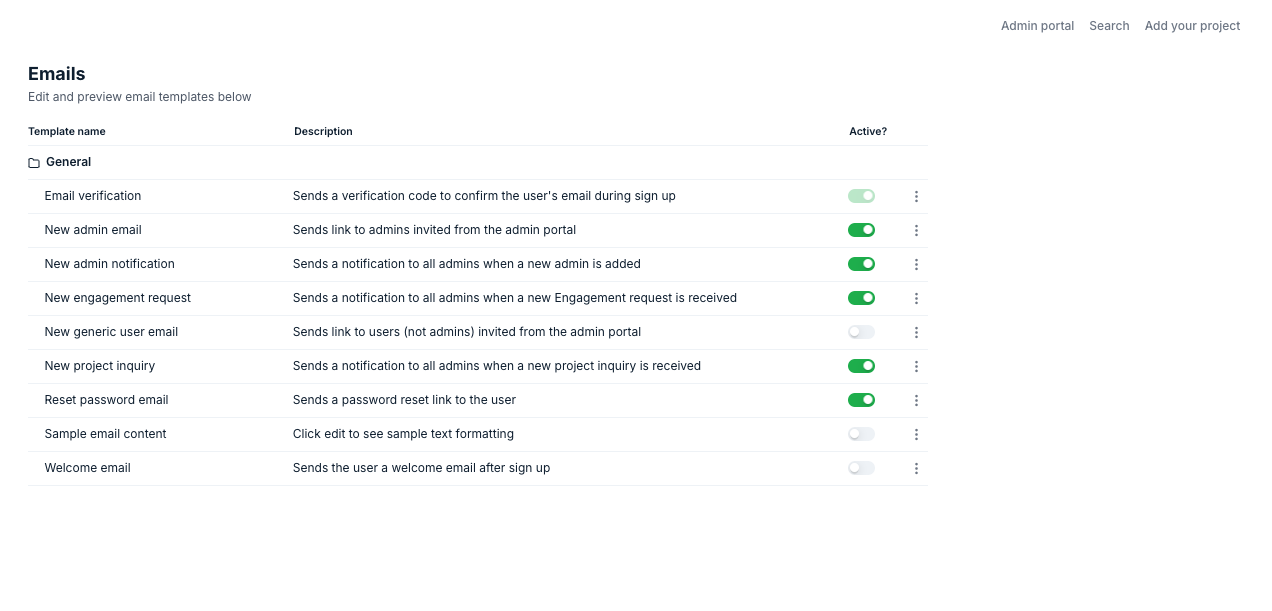 Admin portal Search Add your project
Emails
Edit and preview email templates below
Template name Description Active?
General
Email verification Sends a verification code to confirm the user's email during sign up
New admin email Sends link to admins invited from the admin portal
New admin notification Sends a notification to all admins when a new admin is added
New engagement request Sends a notification to all admins when a new Engagement request is received
New generic user email Sends link to users (not admins) invited from the admin portal
New project inquiry Sends a notification to all admins when a new project inquiry is received
Reset password email Sends a password reset link to the user
Sample email content Click edit to see sample text formatting
Welcome email Sends the user a welcome email after sign up